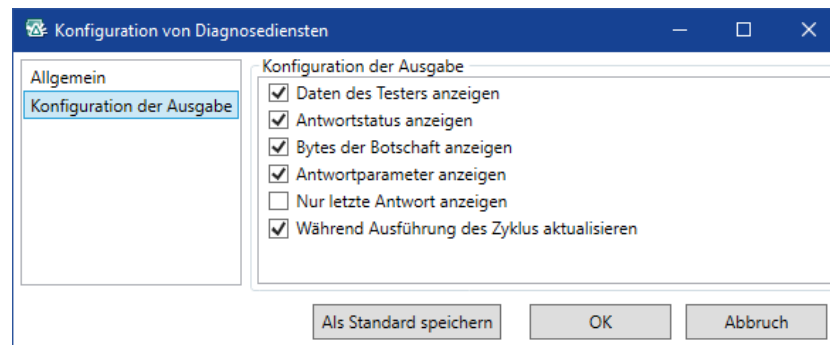 Konfiguration von Diagnosediensten
Allgemein
Konfiguration der Ausgabe
Konfiguration der Ausgabe
Daten des Testers anzeigen
Antwortstatus anzeigen
Bytes der Botschaft anzeigen
Antwortparameter anzeigen
Nur letzte Antwort anzeigen
Während Ausführung des Zyklus aktualisieren
Als Standard speichern
OK
Abbruch